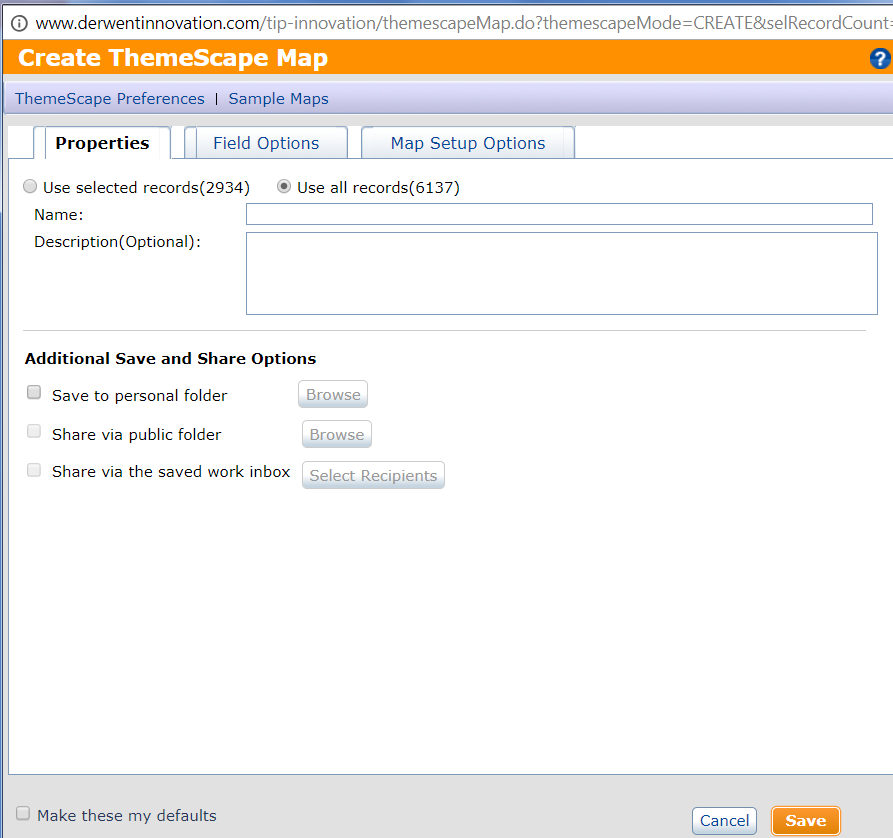 www.derwentinnovation.com/tip-innovation/themescapeMap.do?themescapeMode=CREATE&selRecordCount=
Create ThemeScape Map ?
ThemeScape Preferences | Sample Maps
Properties Field Options Map Setup Options
Use selected records(2934) Use all records(6137)
Name:
Description(Optional):
Additional Save and Share Options
Save to personal folder Browse
Share via public folder Browse
Share via the saved work inbox Select Recipients
Make these my defaults Cancel Save